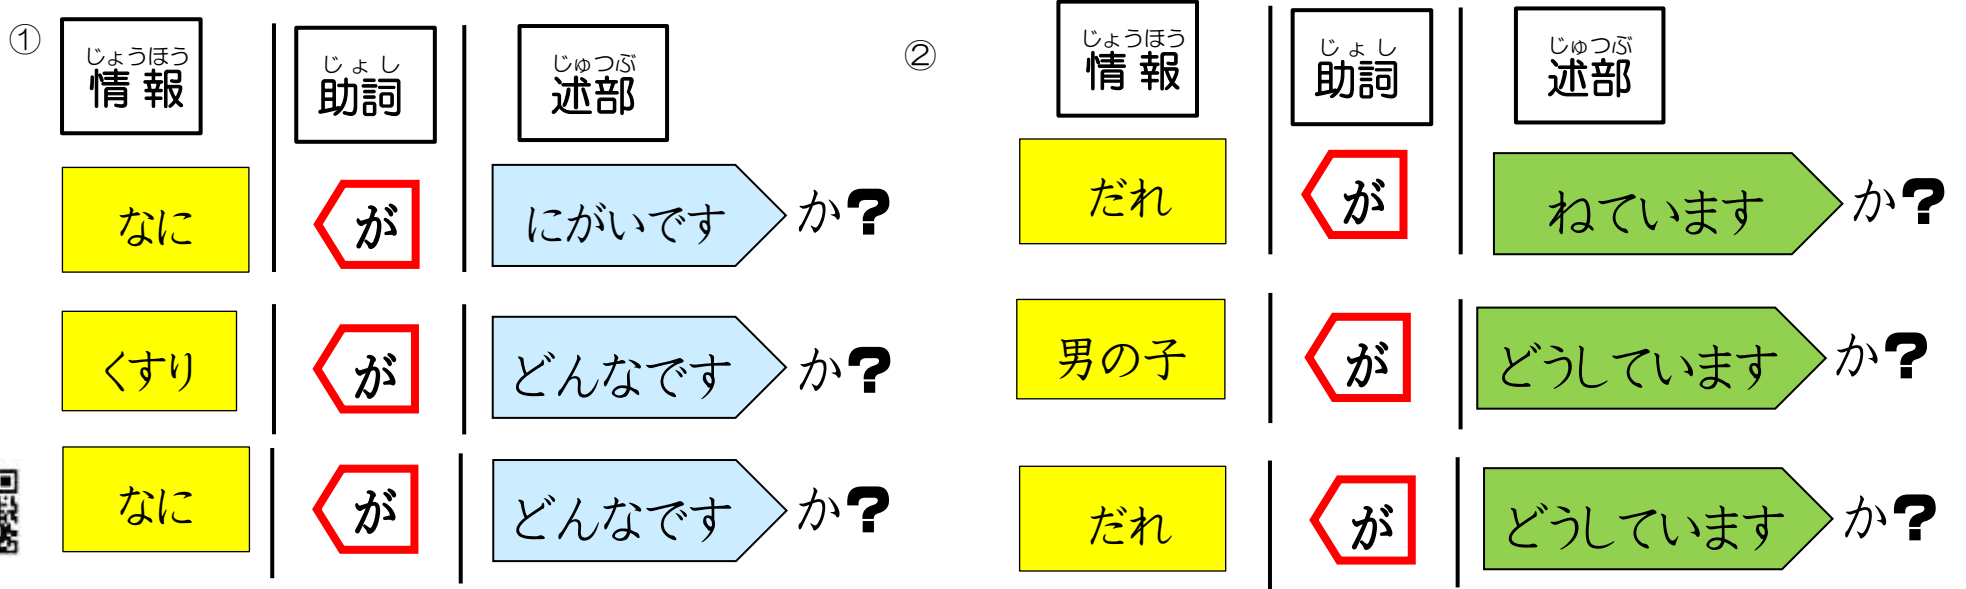 ①
じょうほう じょし じゅつぶ
情報 助詞 述部
なに が にがいです か?
くすり が どんなです か?
なに が どんなです か?
②
じょうほう じょし じゅつぶ
情報 助詞 述部
だれ が ねています か?
男の子 が どうしています か?
だれ が どうしています か?